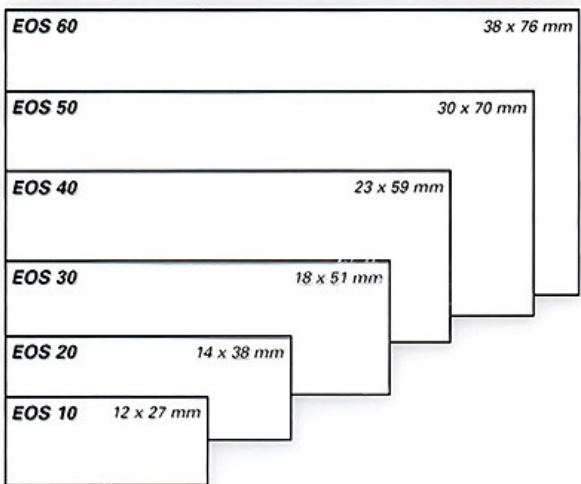 EOS 60 38 x 76 mm
EOS 50 30 x 70 mm
EOS 40 23 x 59 mm
EOS 30 18 x 51 mm
EOS 20 14 x 38 mm
EOS 10 12 x 27 mm